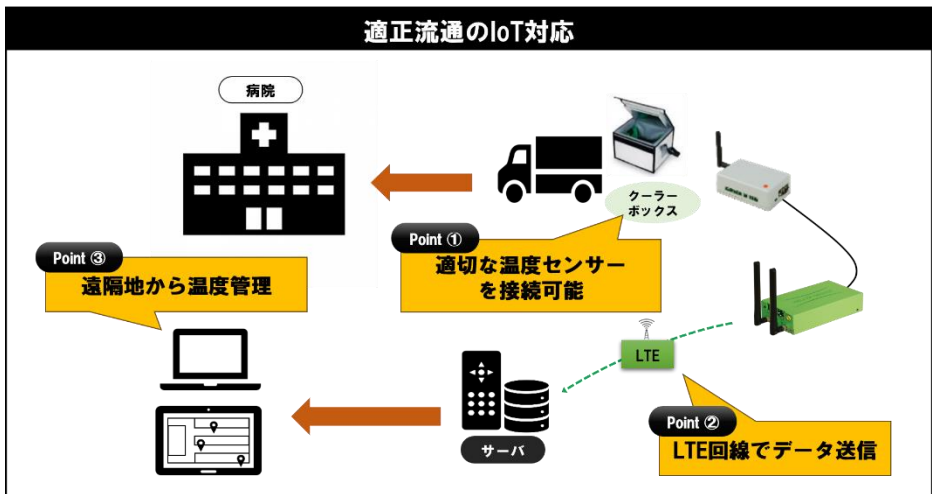 適正流通のIoT対応
病院
クーラー
ボックス
Point ①
適切な温度センサー
を接続可能
Point ③
遠隔地から温度管理
LTE
サーバ
Point ②
LTE回線でデータ送信